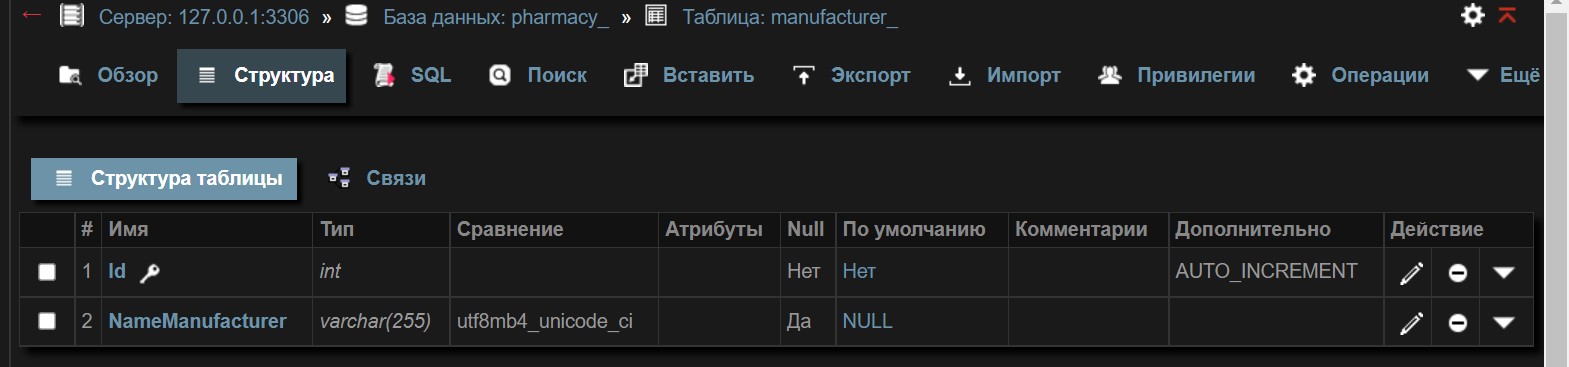 Сервер: 127.0.0.1:3306 » База данных: pharmacy_ » Таблица: manufacturer_
Обзор Структура SQL Поиск Вставить Экспорт Импорт Привилегии Операции Ещё
Структура таблицы Связи
# Имя Тип Сравнение Атрибуты Null По умолчанию Комментарии Дополнительно Действие
1 Id int Нет Нет AUTO_INCREMENT
2 NameManufacturer varchar(255) utf8mb4_unicode_ci Да NULL